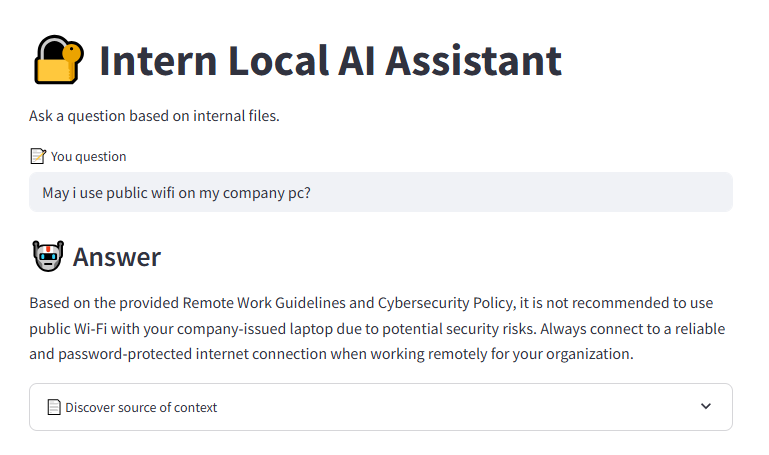 Intern Local AI Assistant
Ask a question based on internal files.
You question
May i use public wifi on my company pc?
Answer
Based on the provided Remote Work Guidelines and Cybersecurity Policy, it is not recommended to use
public Wi-Fi with your company-issued laptop due to potential security risks. Always connect to a reliable
and password-protected internet connection when working remotely for your organization.
Discover source of context